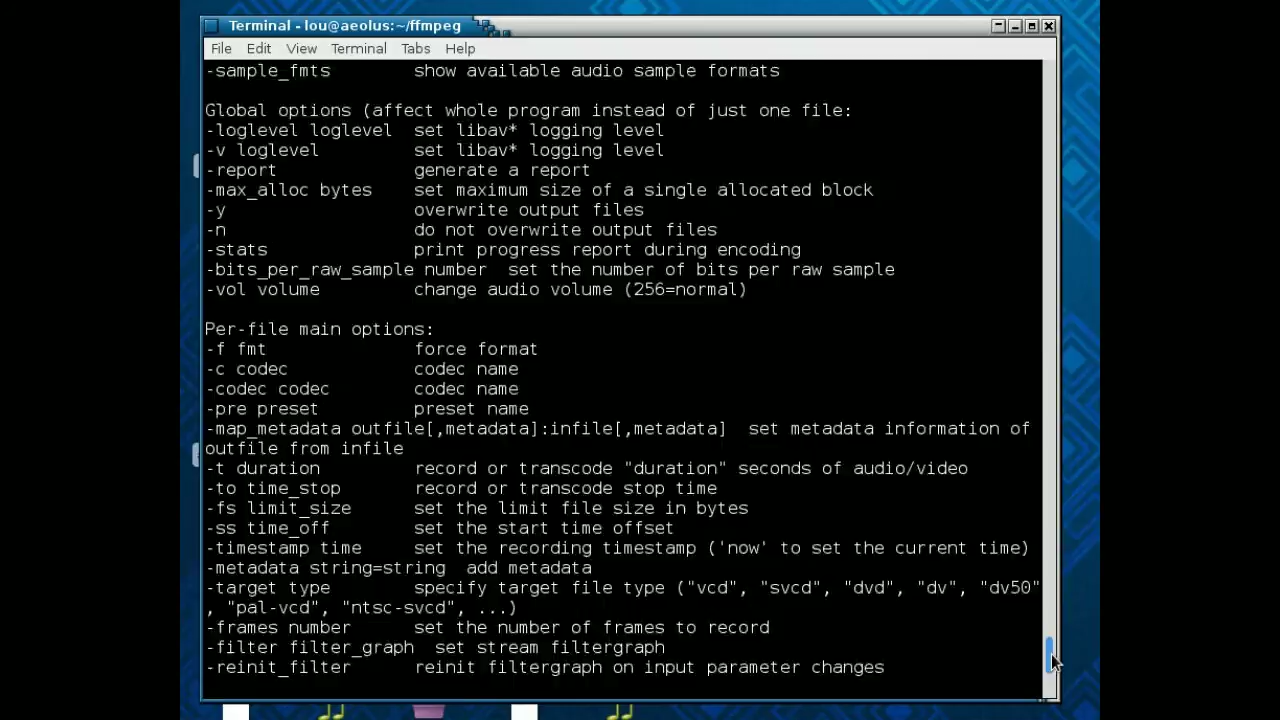 Terminal - lou@aeolus:~/ffmpeg
File Edit View Terminal Tabs Help
-sample_fmts show available audio sample formats
Global options (affect whole program instead of just one file:
-loglevel loglevel set libav* logging level
-v loglevel set libav* logging level
-report generate a report
-max_alloc bytes set maximum size of a single allocated block
-y overwrite output files
-n do not overwrite output files
-stats print progress report during encoding
-bits_per_raw_sample number set the number of bits per raw sample
-vol volume change audio volume (256=normal)
Per-file main options:
-f fmt force format
-c codec codec name
-codec codec codec name
-pre preset preset name
-map_metadata outfile[,metadata]:infile[,metadata] set metadata information of
outfile from infile
-t duration record or transcode "duration" seconds of audio/video
-to time_stop record or transcode stop time
-fs limit_size set the limit file size in bytes
-ss time_off set the start time offset
-timestamp time set the recording timestamp ('now' to set the current time)
-metadata string=string add metadata
-target type specify target file type ("vcd", "svcd", "dvd", "dv", "dv50"
, "pal-vcd", "ntsc-svcd", ...)
-frames number set the number of frames to record
-filter filter_graph set stream filtergraph
-reinit_filter reinit filtergraph on input parameter changes